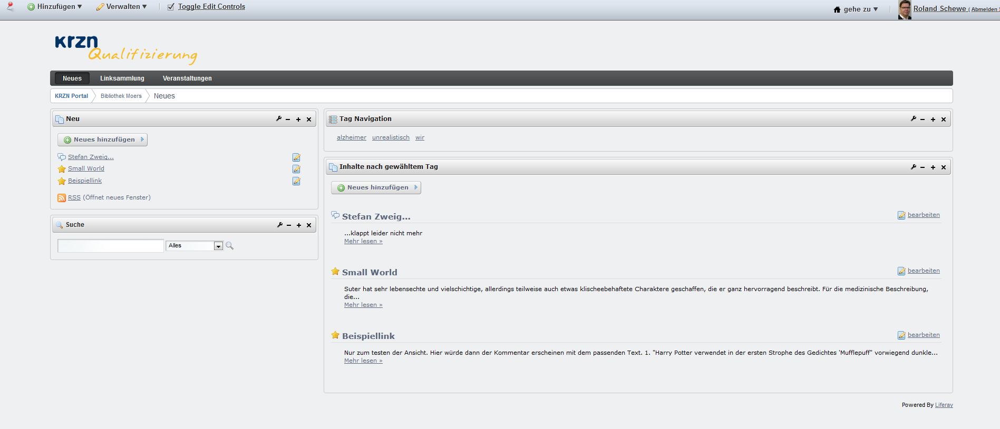 Hinzufügen Verwalten Toggle Edit Controls gehe zu Roland Schewe ( Abmelden )
krzn
Qualifizierung
Neues Linksammlung Veranstaltungen
KRZN Portal Bibliothek Moers Neues
Neu
Neues hinzufügen
Stefan Zweig...
Small World
Beispiellink
RSS (Öffnet neues Fenster)
Suche
Alles
Tag Navigation
alzheimer unrealistisch wir
Inhalte nach gewähltem Tag
Neues hinzufügen
Stefan Zweig... bearbeiten
...klappt leider nicht mehr
Mehr lesen »
Small World bearbeiten
Suter hat sehr lebensechte und vielschichtige, allerdings teilweise auch etwas klischeebehaftete Charaktere geschaffen, die er ganz hervorragend beschreibt. Für die medizinische Beschreibung,
die...
Mehr lesen »
Beispiellink bearbeiten
Nur zum testen der Ansicht. Hier würde dann der Kommentar erscheinen mit dem passenden Text. 1. "Harry Potter verwendet in der ersten Strophe des Gedichtes 'Mufflepuff" vorwiegend dunkle...
Mehr lesen »
Powered By Liferay